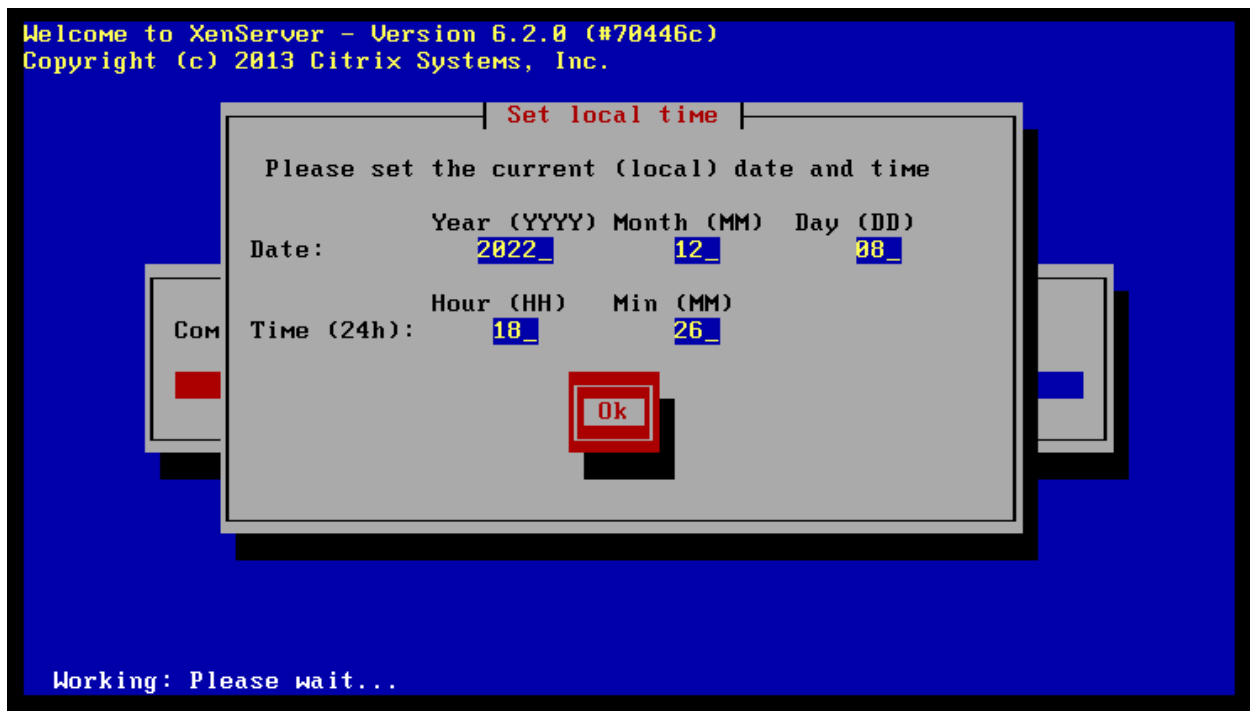 Welcome to XenServer - Version 6.2.0 (#70446c)
Copyright (c) 2013 Citrix Systems, Inc.
Set local time
Please set the current (local) date and time
Year (YYYY) Month (MM) Day (DD)
Date: 2022_ 12_ 08_
Hour (HH) Min (MM)
Com Time (24h): 18_ 26_
Ok
Working: Please wait...